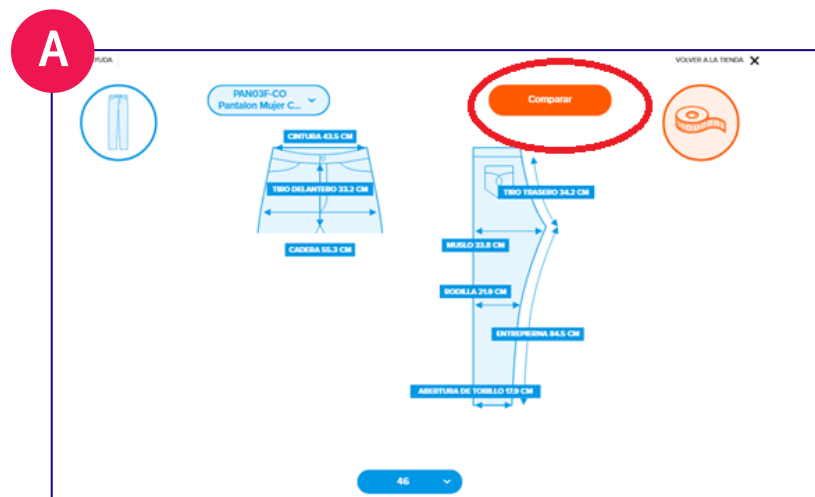 A
YUDA
VOLVER A LA TIENDA X
PAN03F-CO
Pantalon Mujer C...
Comparar
CINTURA 43.5 CM
TIRO DELANTERO 33.2 CM
TIRO TRASERO 34.2 CM
CADERA 55.3 CM
MUSLO 33.8 CM
RODILLA 21.9 CM
ENTREPIERNA 84.5 CM
ABERTURA DE TOBILLO 17.9 CM
46